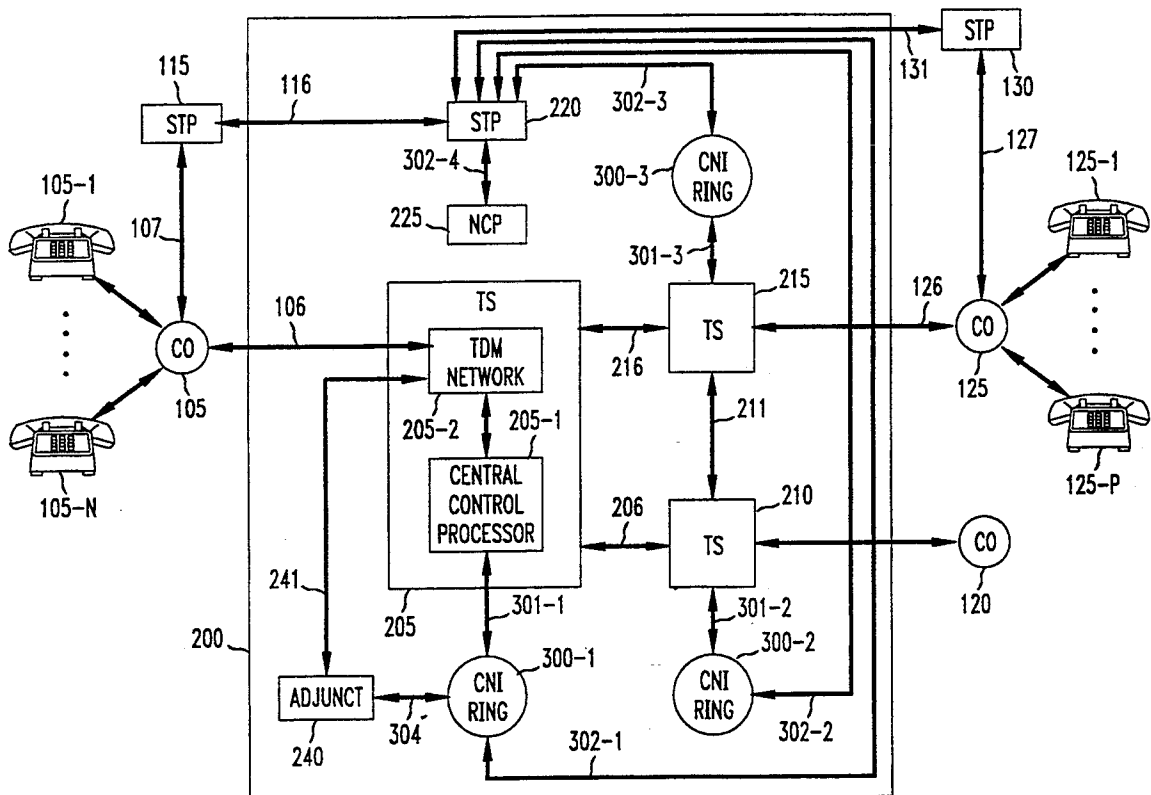 STP
131
130
115
116
302-3
STP
STP
220
302-4
127
105-1
125-1
300-3
CNI
RING
225
NCP
107
301-3
TS
215
106
126
CO
TDM
NETWORK
216
TS
CO
105
125
205-2
205-1
211
CENTRAL
CONTROL
PROCESSOR
105-N
125-P
206
210
TS
CO
120
241
205
301-1
301-2
200
300-1
300-2
ADJUNCT
CNI
RING
CNI
RING
304
240
302-1
302-2